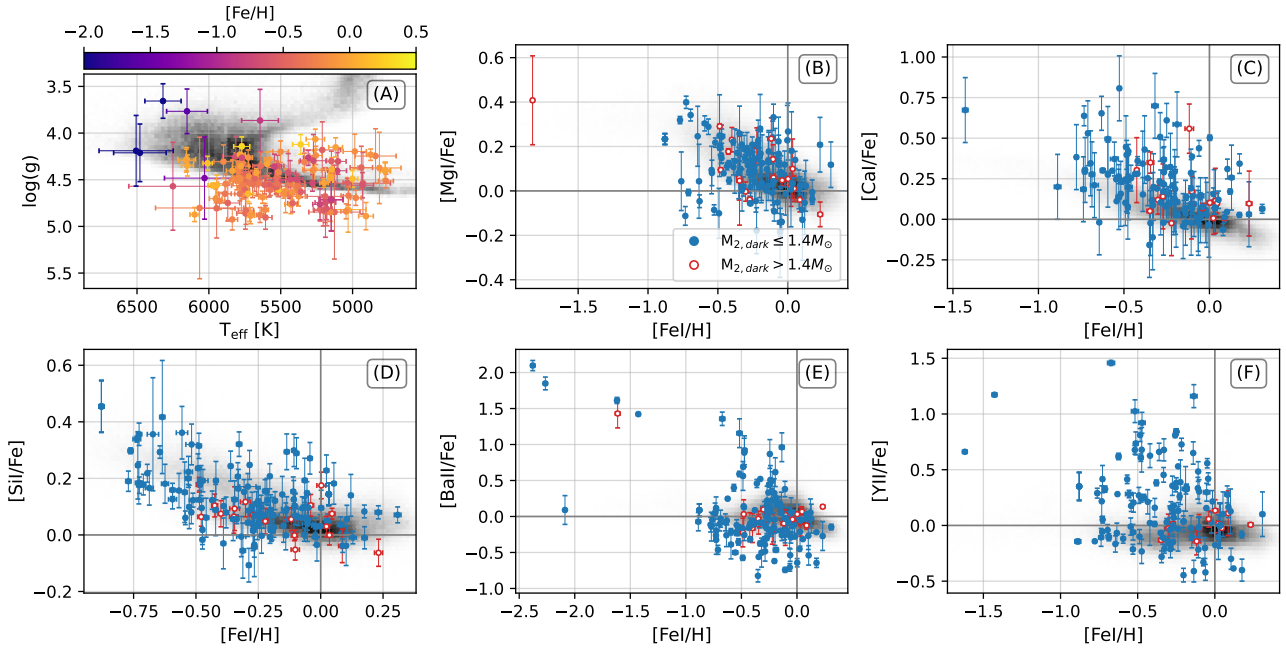 [Fe/H]
−2.0 −1.5 −1.0 −0.5 0.0 0.5
(A)
3.5
4.0
4.5
5.0
5.5
log(g)
6500 6000 5500 5000
T_eff [K]
(B)
0.6
0.4
0.2
0.0
−0.2
−0.4
[MgI/Fe]
M_2,dark ≤ 1.4M_⊙
M_2,dark > 1.4M_⊙
−1.5 −1.0 −0.5 0.0
[FeI/H]
(C)
1.00
0.75
0.50
0.25
0.00
−0.25
[CaI/Fe]
−1.5 −1.0 −0.5 0.0
[FeI/H]
(D)
0.6
0.4
0.2
0.0
−0.2
[SiI/Fe]
−0.75 −0.50 −0.25 0.00 0.25
[FeI/H]
(E)
2.0
1.5
1.0
0.5
0.0
−0.5
−1.0
[BaII/Fe]
−2.5 −2.0 −1.5 −1.0 −0.5 0.0
[FeI/H]
(F)
1.5
1.0
0.5
0.0
−0.5
[YII/Fe]
−1.5 −1.0 −0.5 0.0
[FeI/H]